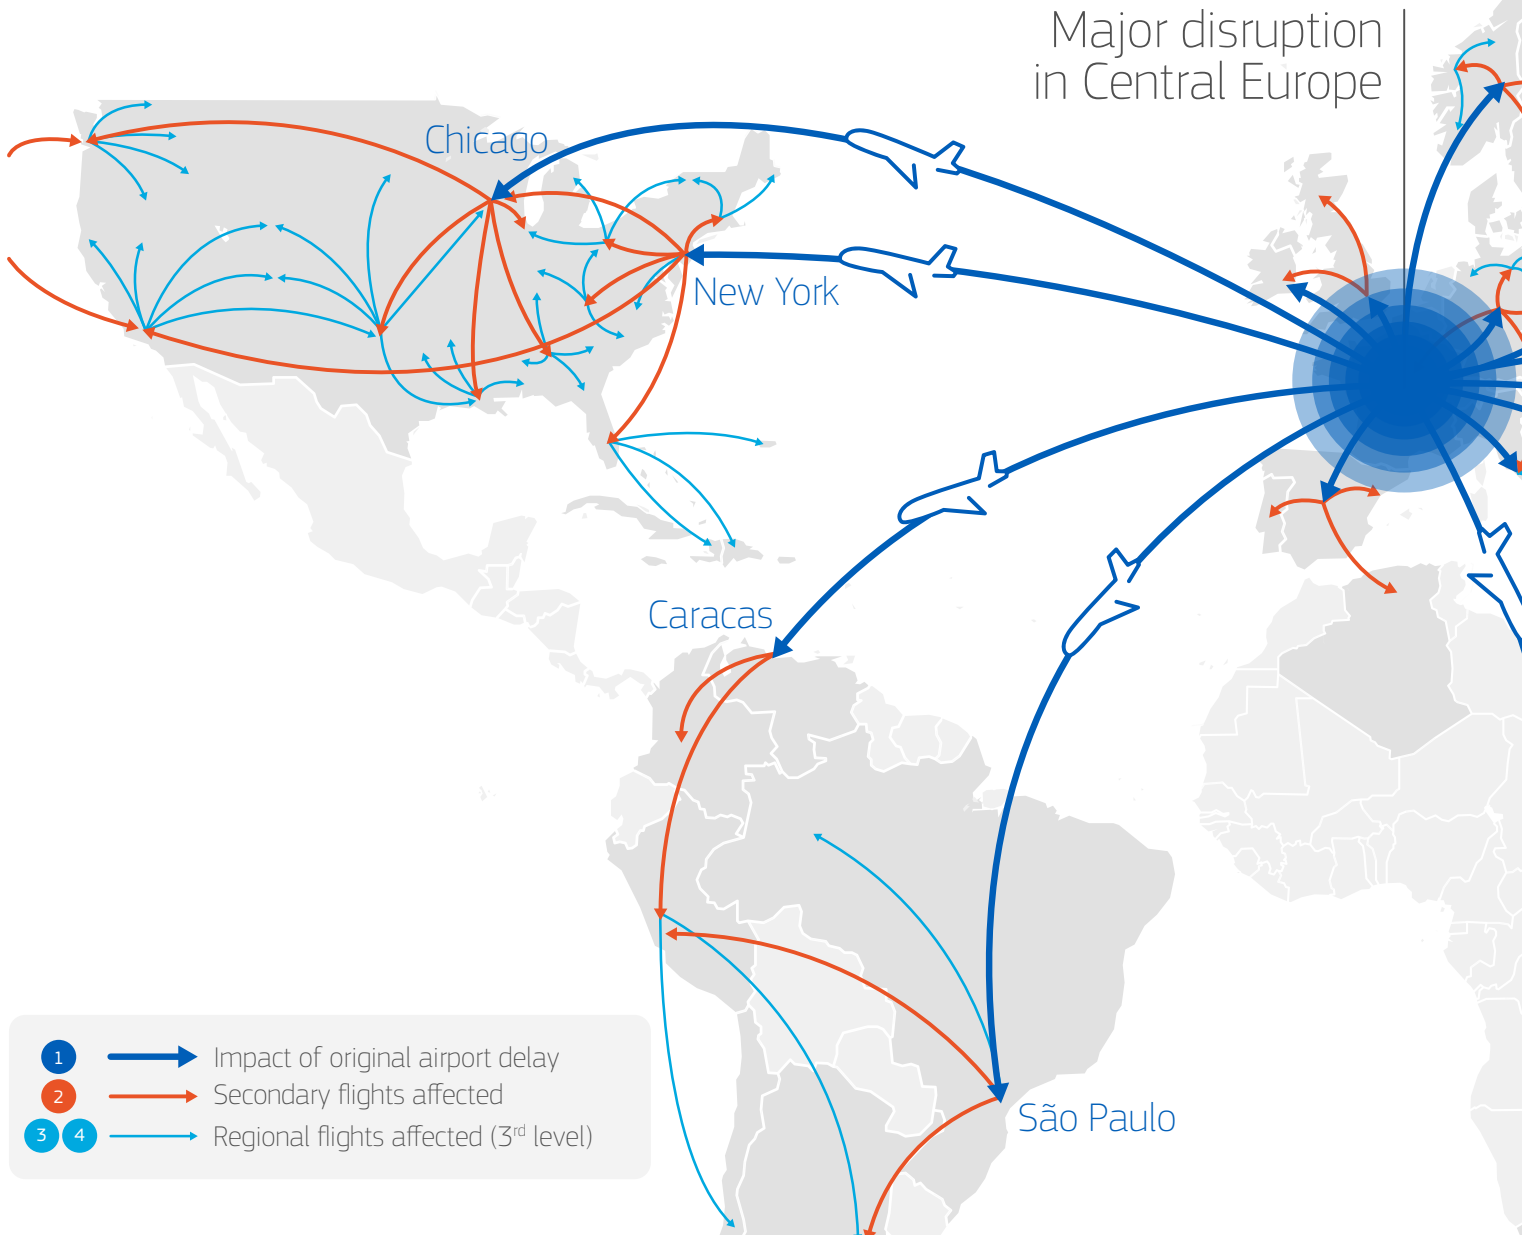 Major disruption
in Central Europe
Chicago
New York
Caracas
São Paulo
1 Impact of original airport delay
2 Secondary flights affected
3 4 Regional flights affected (3rd level)